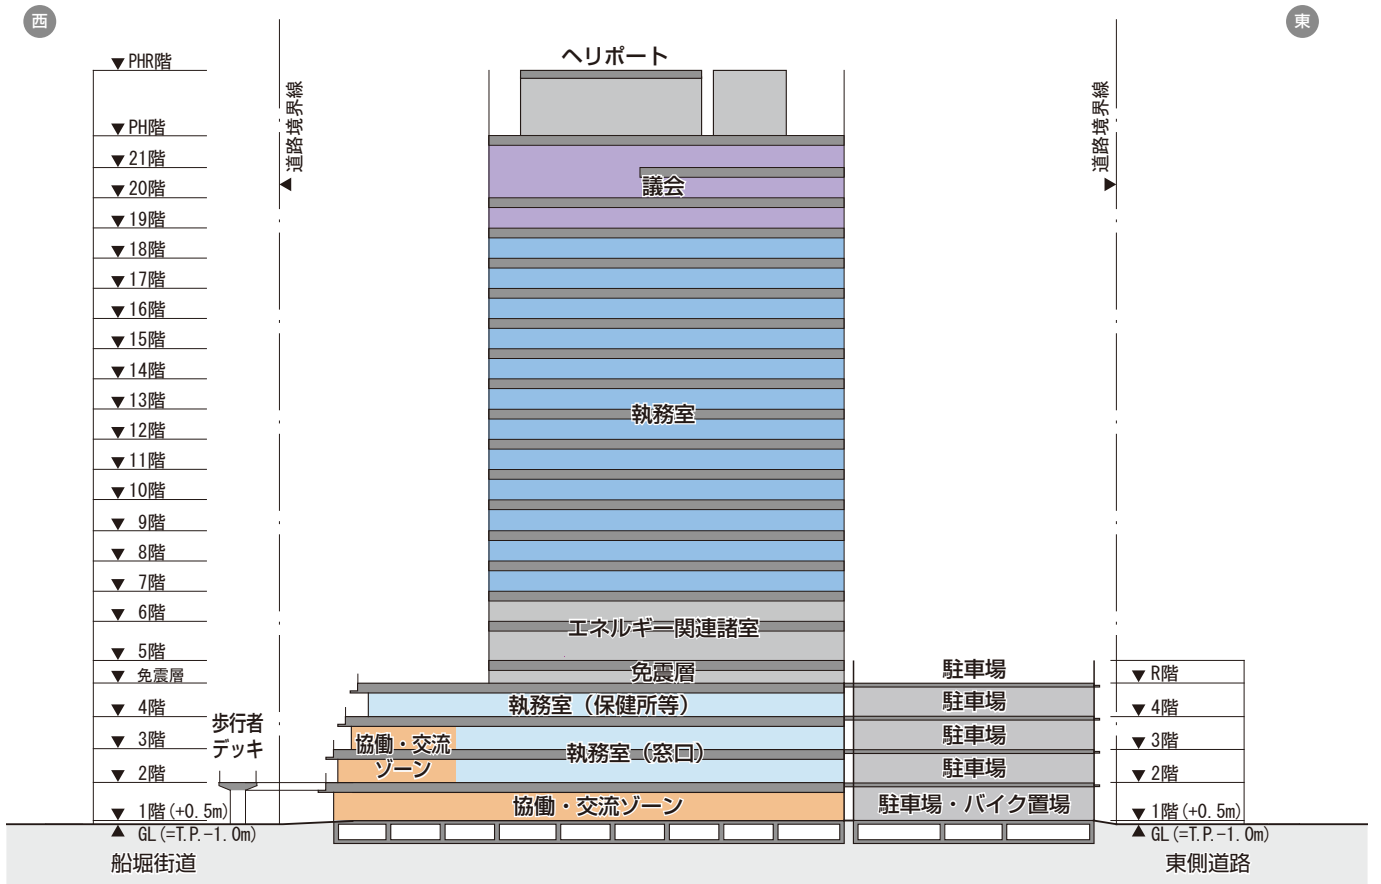 西
東
ヘリポート
▼ PHR階
▼ PH階
▼ 21階
▼ 20階
▼ 19階
▼ 18階
▼ 17階
▼ 16階
▼ 15階
▼ 14階
▼ 13階
▼ 12階
▼ 11階
▼ 10階
▼ 9階
▼ 8階
▼ 7階
▼ 6階
▼ 5階
▼ 免震層
▼ 4階
▼ 3階
▼ 2階
▼ 1階(+0.5m)
▲ GL(=T.P.-1.0m)
船堀街道
歩行者
デッキ
道路境界線
議会
執務室
エネルギー関連諸室
免震層
執務室(保健所等)
協働・交流
ゾーン
執務室(窓口)
協働・交流ゾーン
駐車場
駐車場
駐車場
駐車場
駐車場・バイク置場
道路境界線
▼ R階
▼ 4階
▼ 3階
▼ 2階
▼ 1階(+0.5m)
▲ GL(=T.P.-1.0m)
東側道路